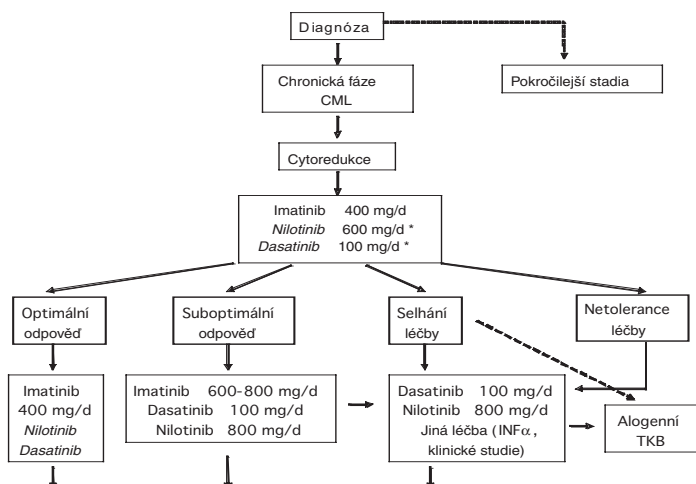 Diagnóza
Chronická fáze
CML
Pokročilejší stadia
Cytoredukce
Imatinib 400 mg/d
Nilotinib 600 mg/d *
Dasatinib 100 mg/d *
Optimální
odpověď
Suboptimální
odpověď
Selhání
léčby
Netolerance
léčby
Imatinib
400 mg/d
Nilotinib
Dasatinib
Imatinib 600-800 mg/d
Dasatinib 100 mg/d
Nilotinib 800 mg/d
Dasatinib 100 mg/d
Nilotinib 800 mg/d
Jiná léčba (INFα,
klinické studie)
Alogenní
TKB